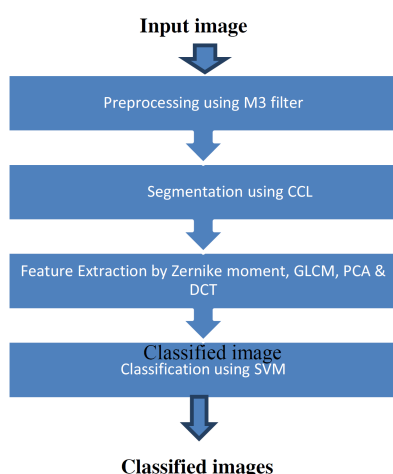 Input image
Preprocessing using M3 filter
Segmentation using CCL
Feature Extraction by Zernike moment, GLCM, PCA &
DCT
Classified image
Classification using SVM
Classified images